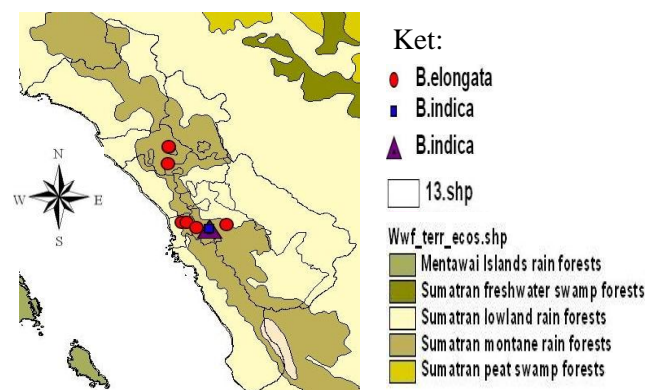 Ket:
B.elongata
B.indica
B.indica
13.shp
Wwf_terr_ecos.shp
Mentawai Islands rain forests
Sumatran freshwater swamp forests
Sumatran lowland rain forests
Sumatran montane rain forests
Sumatran peat swamp forests
N
W E
S